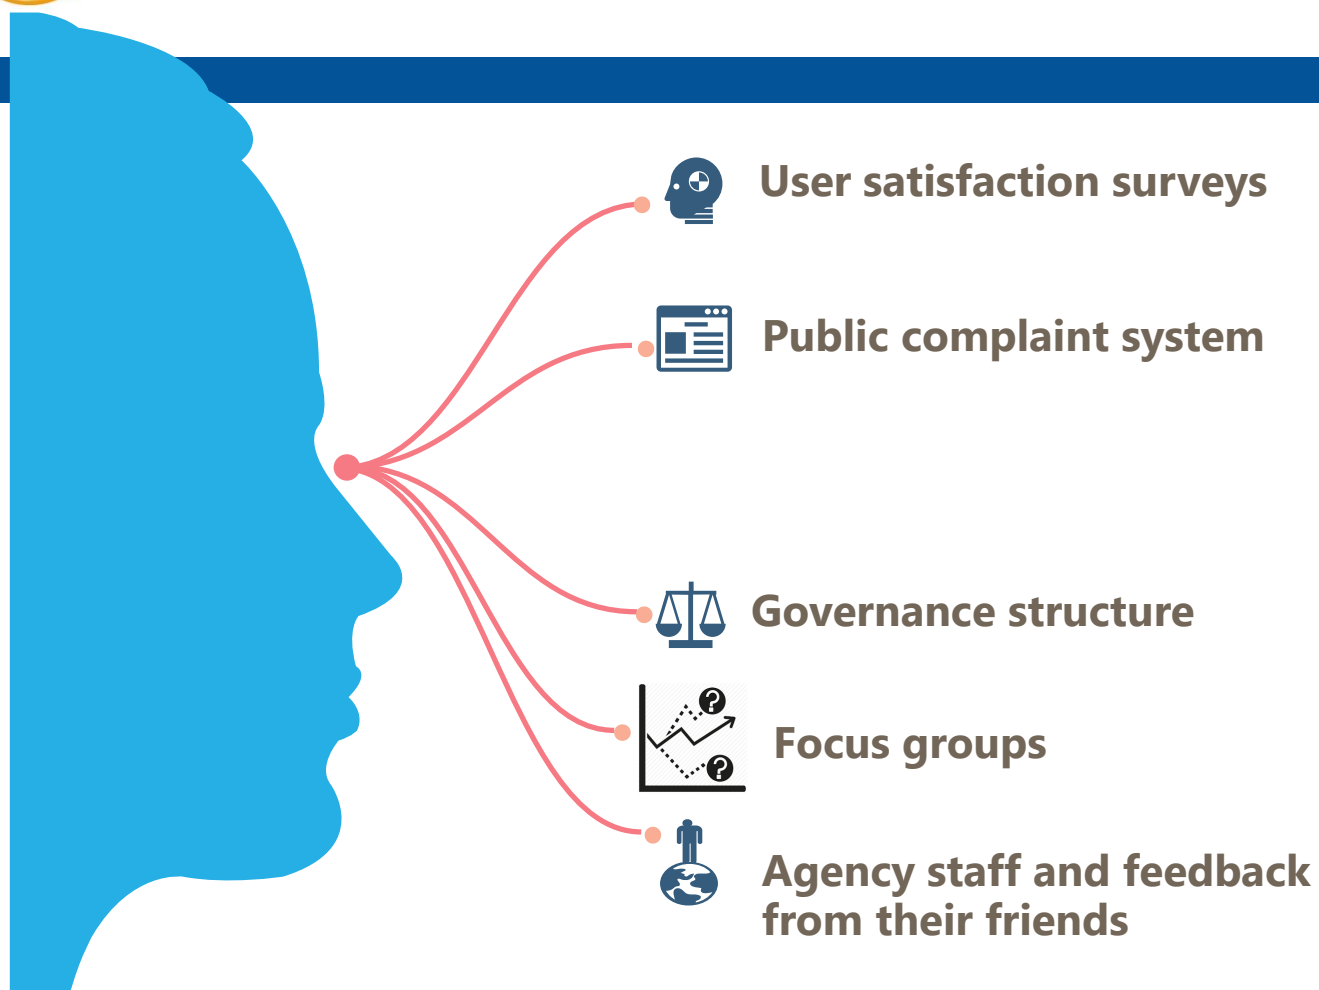 User satisfaction surveys
Public complaint system
Governance structure
?
?
Focus groups
Agency staff and feedback
from their friends